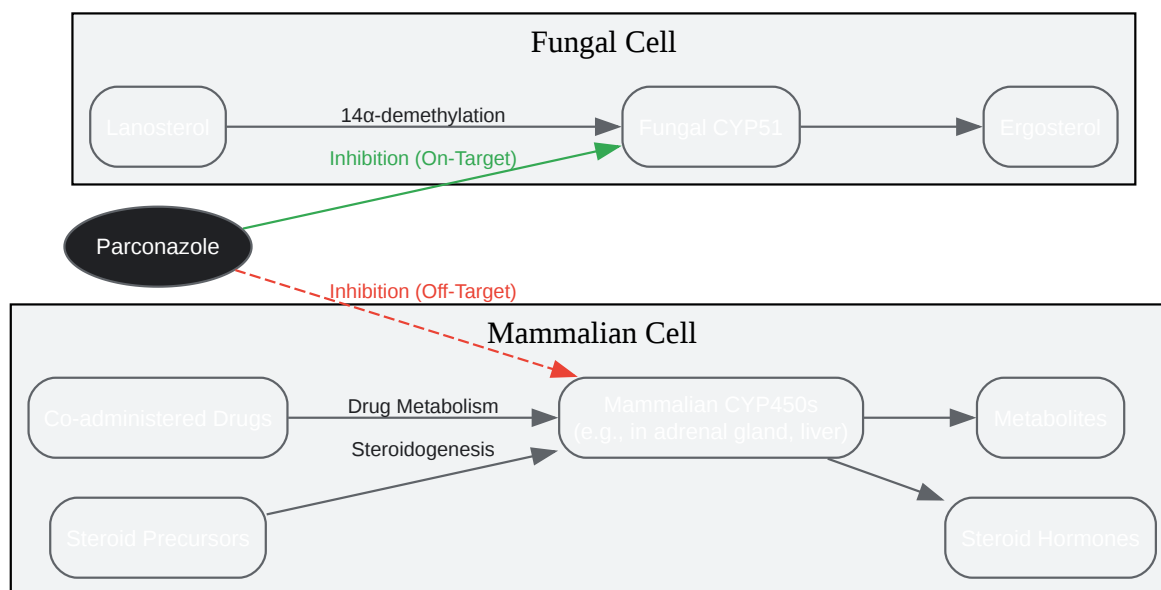 Fungal Cell
Lanosterol
14α-demethylation
Fungal CYP51
Ergosterol
Inhibition (On-Target)
Parconazole
Inhibition (Off-Target)
Mammalian Cell
Co-administered Drugs
Drug Metabolism
Mammalian CYP450s
(e.g., in adrenal gland, liver)
Metabolites
Steroidogenesis
Steroid Precursors
Steroid Hormones